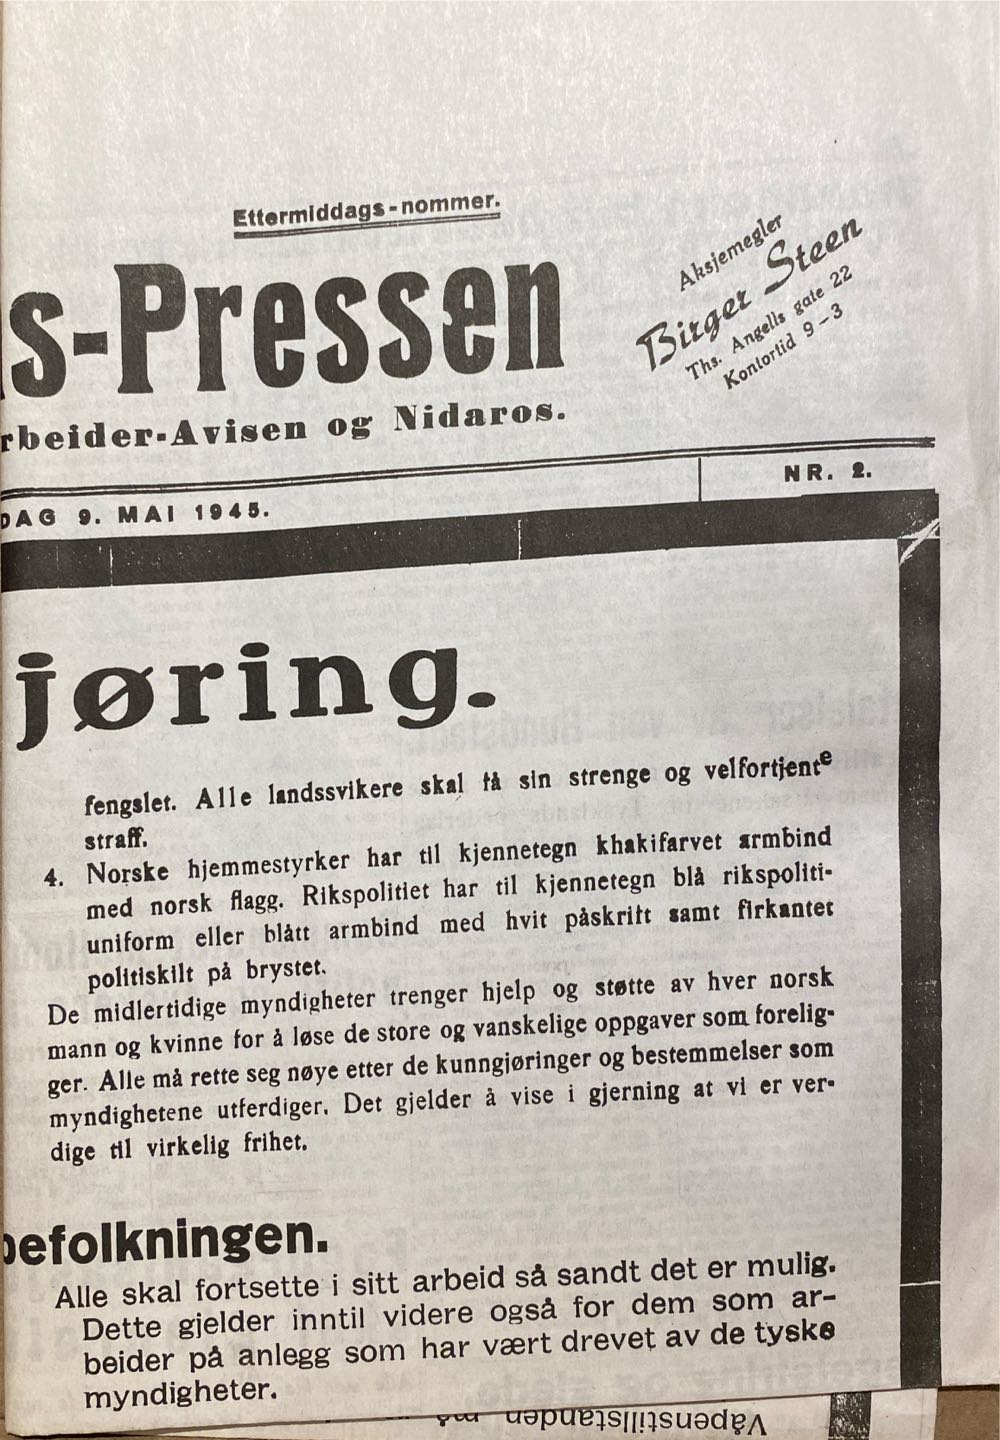 Ettermiddags-nommer.
s-Pressen
Aksjemegler
Birger Steen
Ths. Angells gate 22
Kontortid 9-3
rbeider-Avisen og Nidaros.
DAG 9. MAI 1945.
NR. 2.
jøring.
fengslet. Alle landssvikere skal få sin strenge og velfortjente
straff.
4. Norske hjemmestyrker har til kjennetegn khakifarvet armbind
med norsk flagg. Rikspolitiet har til kjennetegn blå rikspoliti-
uniform eller blått armbind med hvit påskrift samt firkantet
politiskilt på brystet.
De midlertidige myndigheter trenger hjelp og støtte av hver norsk
mann og kvinne for å løse de store og vanskelige oppgaver som forelig-
ger. Alle må rette seg nøye etter de kunngjøringer og bestemmelser som
myndighetene utferdiger. Det gjelder å vise i gjerning at vi er ver-
dige til virkelig frihet.
befolkningen.
Alle skal fortsette i sitt arbeid så sandt det er mulig.
Dette gjelder inntil videre også for dem som ar-
beider på anlegg som har vært drevet av de tyske
myndigheter.
Våpenstillstanden må